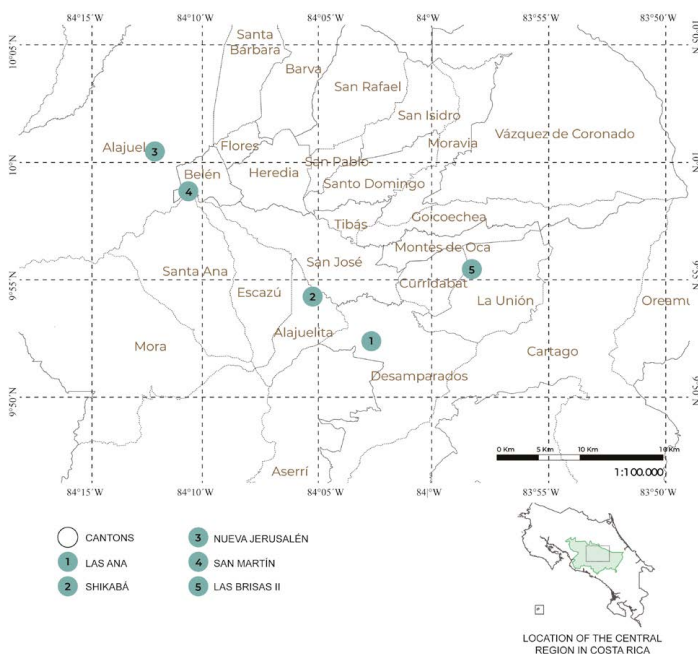 84°15'N
84°10'N
84°05'N
84°N
83°55'N
83°50'N
10°05'N
Santa
Bárbara
Barva
San Rafael
San Isidro
Vázquez de Coronado
Moravia
Alajuel
3
Flores
10°N
San Pablo
Heredia
Belén
4
Santo Domingo
Goicoechea
Tibás
Montes de Oca
San José
5
Santa Ana
Curridabat
9°55'N
Escazú
2
La Unión
Oreamu
Alajuelita
1
Mora
Cartago
Desamparados
9°50'N
0 Km
5 Km
10 Km
1:100.000
Aserrí
84°15'N
84°10'N
84°05'N
84°N
83°55'N
83°50'N
CANTONS
1 LAS ANA
2 SHIKABÁ
3 NUEVA JERUSALÉN
4 SAN MARTÍN
5 LAS BRISAS II
LOCATION OF THE CENTRAL
REGION IN COSTA RICA